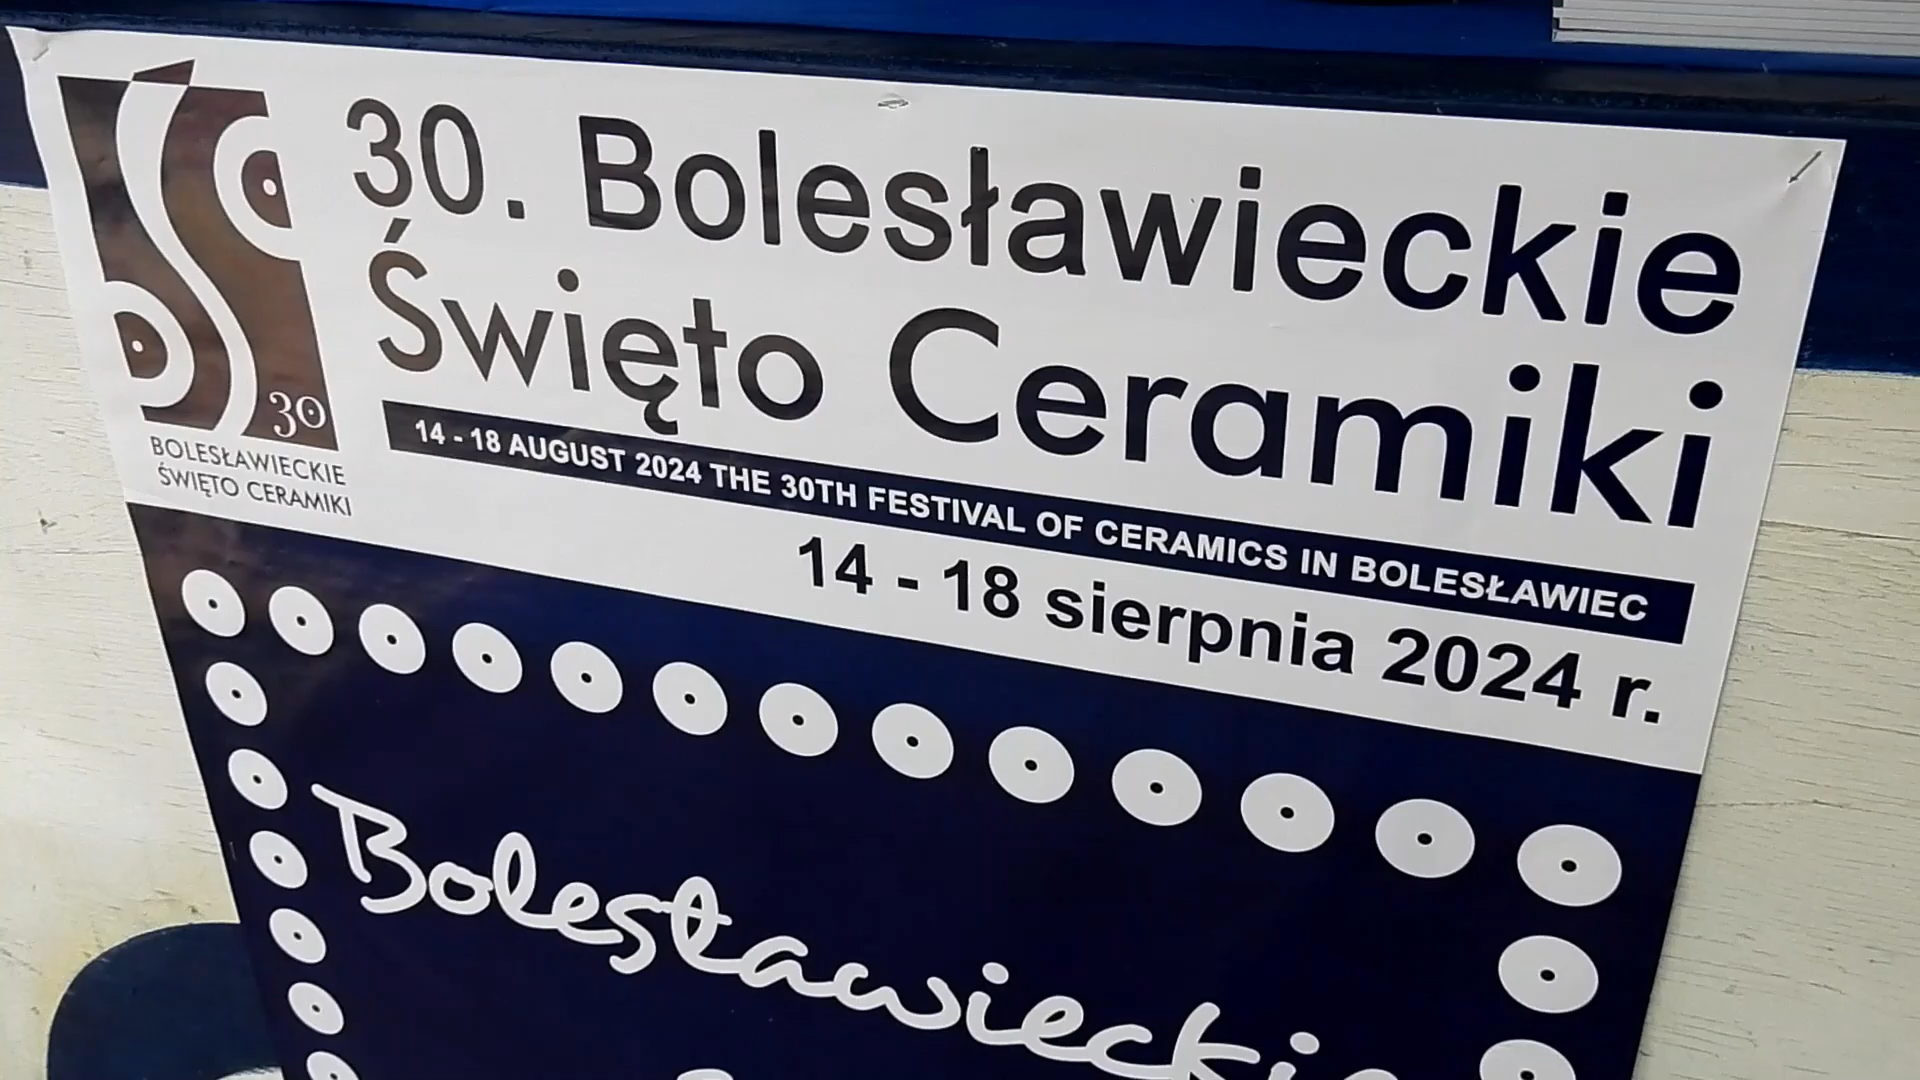 30. Bolesławieckie
Święto Ceramiki
14 - 18 AUGUST 2024 THE 30TH FESTIVAL OF CERAMICS IN BOLESŁAWIEC
14 - 18 sierpnia 2024 r.
30
BOLESŁAWIECKIE
ŚWIĘTO CERAMIKI
Bolesławieckie